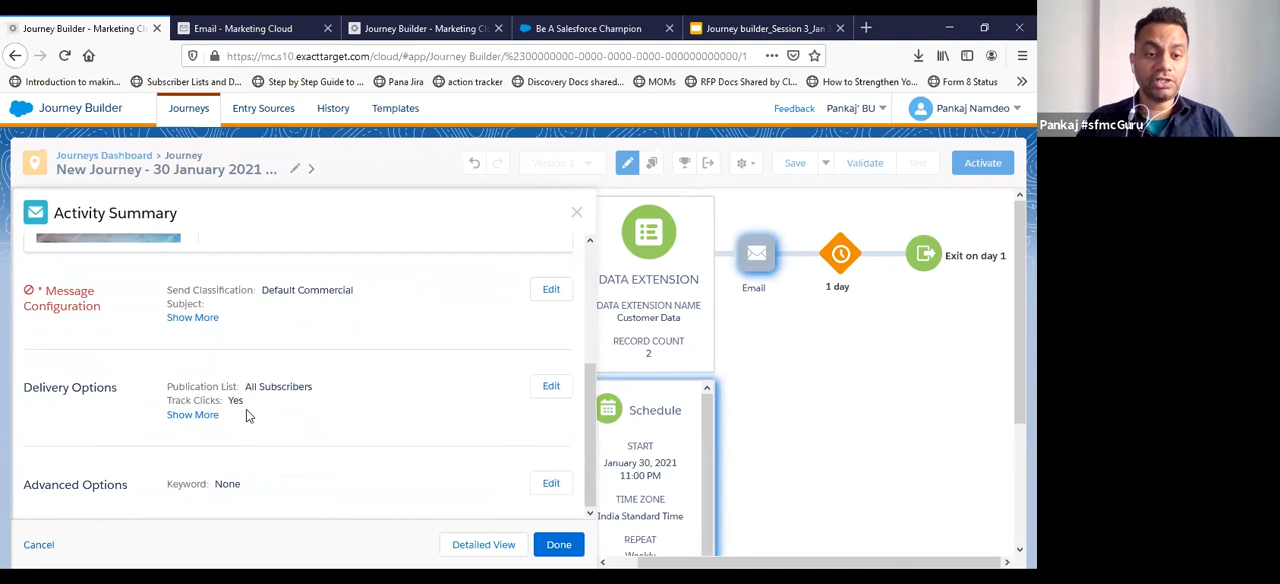 Journey Builder - Marketing Cl
Email - Marketing Cloud
Journey Builder - Marketing Cl
Be A Salesforce Champion
Journey builder_Session 3_Jan 3
https://mc.s10.exacttarget.com/cloud/#app/Journey Builder/%2300000000-0000-0000-0000-000000000000/1
Introduction to makin...
Subscriber Lists and D...
Step by Step Guide to ...
Pana Jira
action tracker
Discovery Docs shared...
MOMs
RFP Docs Shared by Cl...
How to Strengthen Yo...
Form 8 Status
Journey Builder
Journeys
Entry Sources
History
Templates
Feedback
Pankaj' BU
Pankaj Namdeo
Pankaj #sfmcGuru
Journeys Dashboard > Journey
New Journey - 30 January 2021 ...
Version 1
Save
Validate
Test
Activate
Activity Summary
* Message Configuration
Send Classification: Default Commercial
Subject:
Show More
Edit
Delivery Options
Publication List: All Subscribers
Track Clicks: Yes
Show More
Edit
Advanced Options
Keyword: None
Edit
Cancel
Detailed View
Done
DATA EXTENSION
DATA EXTENSION NAME
Customer Data
RECORD COUNT
2
Email
1 day
Exit on day 1
Schedule
START
January 30, 2021
11:00 PM
TIME ZONE
India Standard Time
REPEAT
Weekly